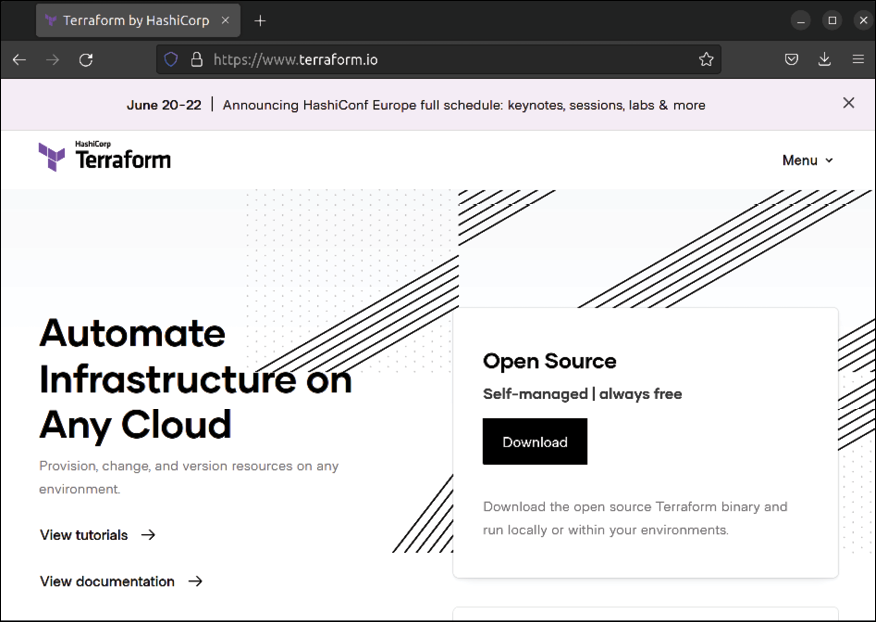 Terraform by HashiCorp
https://www.terraform.io
June 20-22 | Announcing HashiConf Europe full schedule: keynotes, sessions, labs & more
HashiCorp
Terraform
Menu
Automate
Infrastructure on
Any Cloud
Provision, change, and version resources on any
environment.
View tutorials →
View documentation →
Open Source
Self-managed | always free
Download
Download the open source Terraform binary and
run locally or within your environments.